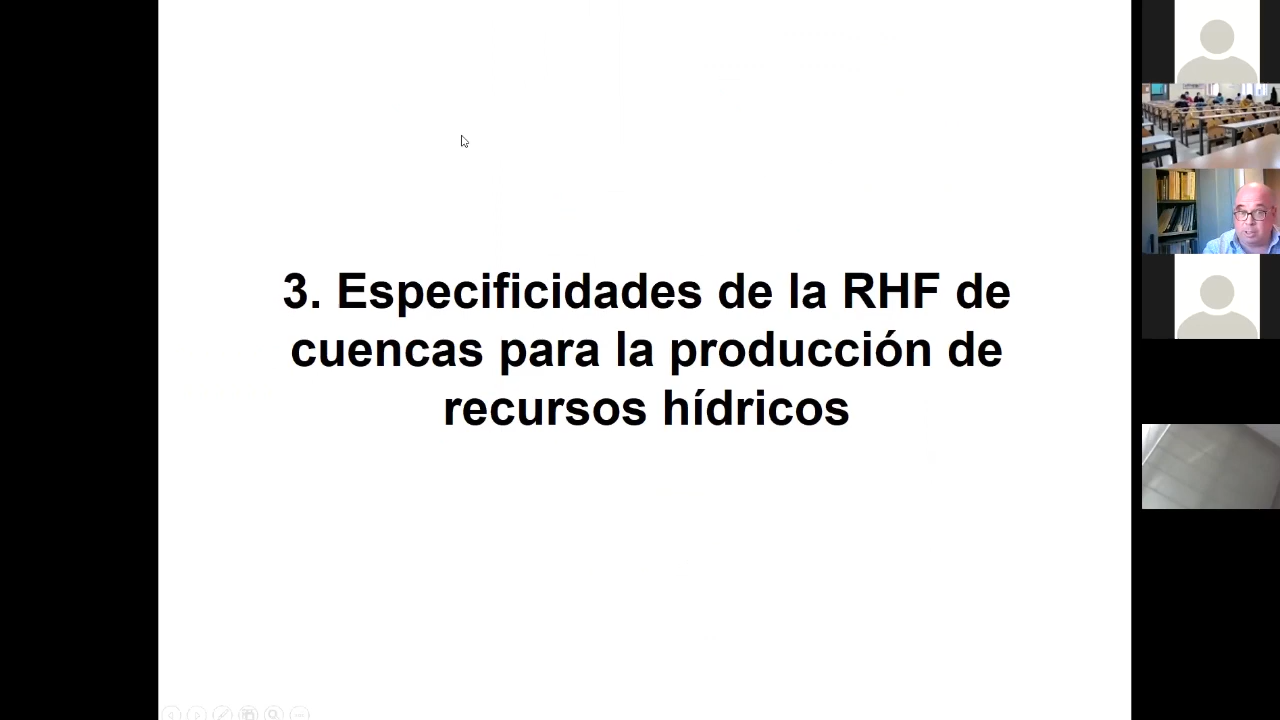 3. Especificidades de la RHF de
cuencas para la producción de
recursos hídricos